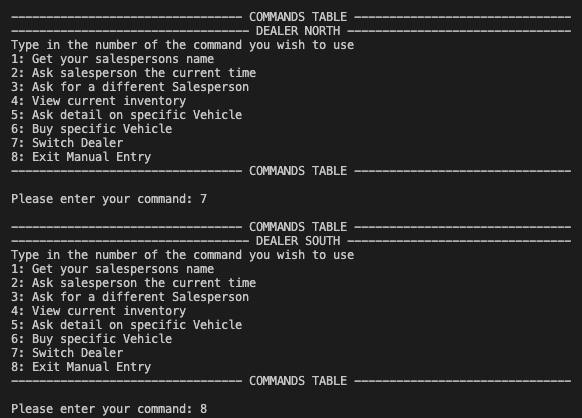 --------------------------------- COMMANDS TABLE -------------------------------
---------------------------------- DEALER NORTH --------------------------------
Type in the number of the command you wish to use
1: Get your salespersons name
2: Ask salesperson the current time
3: Ask for a different Salesperson
4: View current inventory
5: Ask detail on specific Vehicle
6: Buy specific Vehicle
7: Switch Dealer
8: Exit Manual Entry
--------------------------------- COMMANDS TABLE -------------------------------
Please enter your command: 7
--------------------------------- COMMANDS TABLE -------------------------------
---------------------------------- DEALER SOUTH --------------------------------
Type in the number of the command you wish to use
1: Get your salespersons name
2: Ask salesperson the current time
3: Ask for a different Salesperson
4: View current inventory
5: Ask detail on specific Vehicle
6: Buy specific Vehicle
7: Switch Dealer
8: Exit Manual Entry
--------------------------------- COMMANDS TABLE -------------------------------
Please enter your command: 8